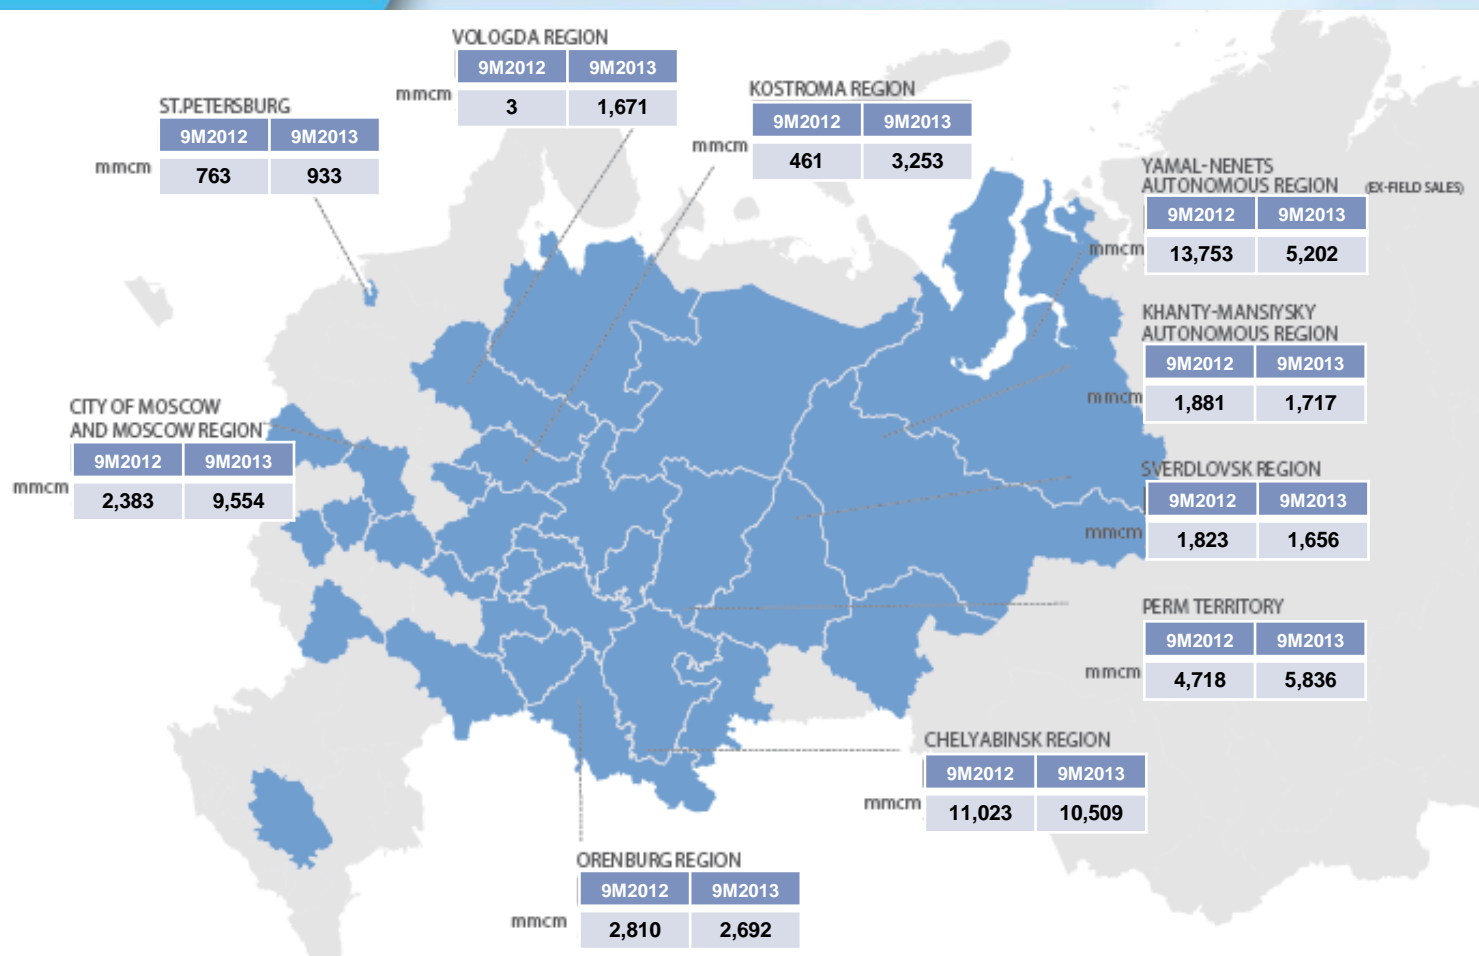 VOLOGDA REGION
9M2012 9M2013
mmcm 3 1,671
KOSTROMA REGION
9M2012 9M2013
mmcm 461 3,253
ST.PETERSBURG
9M2012 9M2013
mmcm 763 933
YAMAL-NENETS
AUTONOMOUS REGION (EX-FIELD SALES)
9M2012 9M2013
mmcm 13,753 5,202
KHANTY-MANSIYSKY
AUTONOMOUS REGION
9M2012 9M2013
mmcm 1,881 1,717
CITY OF MOSCOW
AND MOSCOW REGION
9M2012 9M2013
mmcm 2,383 9,554
SVERDLOVSK REGION
9M2012 9M2013
mmcm 1,823 1,656
PERM TERRITORY
9M2012 9M2013
mmcm 4,718 5,836
CHELYABINSK REGION
9M2012 9M2013
mmcm 11,023 10,509
ORENBURG REGION
9M2012 9M2013
mmcm 2,810 2,692